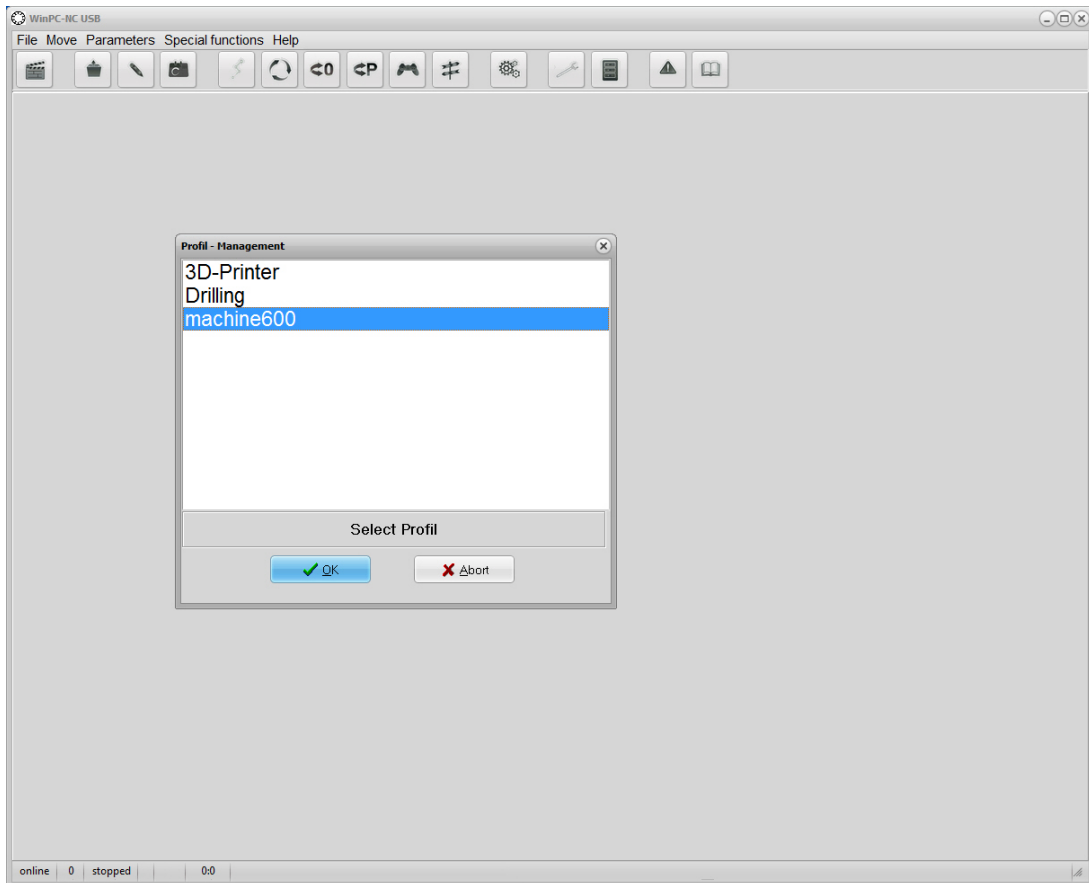 WinPC-NC USB
File Move Parameters Special functions Help
0 P
Profil - Management
3D-Printer
Drilling
machine600
Select Profil
OK Abort
online 0 stopped 0:0